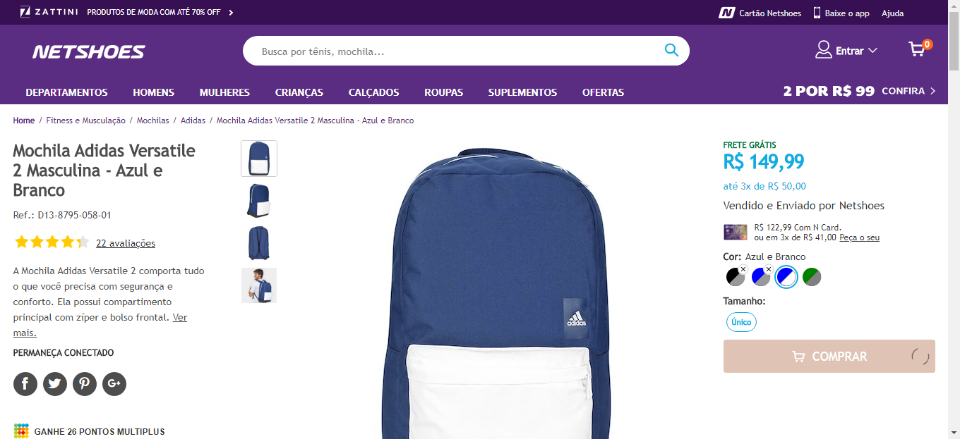 ZATTINI PRODUTOS DE MODA COM ATÉ 70% OFF
Cartão Netshoes Baixe o app Ajuda
NETSHOES
Busca por tênis, mochila...
Entrar
0
DEPARTAMENTOS HOMENS MULHERES CRIANÇAS CALÇADOS ROUPAS SUPLEMENTOS OFERTAS
2 POR R$ 99 CONFIRA
Home / Fitness e Musculação / Mochilas / Adidas / Mochila Adidas Versatile 2 Masculina - Azul e Branco
Mochila Adidas Versatile
2 Masculina - Azul e
Branco
Ref.: D13-8795-058-01
22 avaliações
A Mochila Adidas Versatile 2 comporta tudo
o que você precisa com segurança e
conforto. Ela possui compartimento
principal com zíper e bolso frontal. Ver
mais.
PERMANEÇA CONECTADO
GANHE 26 PONTOS MULTIPLUS
adidas
FRETE GRÁTIS
R$ 149,99
até 3x de R$ 50,00
Vendido e Enviado por Netshoes
R$ 122,99 Com N Card.
ou em 3x de R$ 41,00 Peça o seu
Cor: Azul e Branco
Tamanho:
Único
COMPRAR